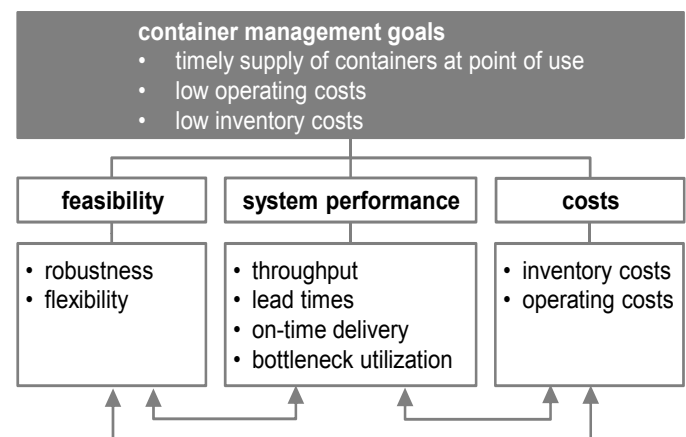 container management goals
• timely supply of containers at point of use
• low operating costs
• low inventory costs
feasibility
system performance
costs
• robustness
• flexibility
• throughput
• lead times
• on-time delivery
• bottleneck utilization
• inventory costs
• operating costs